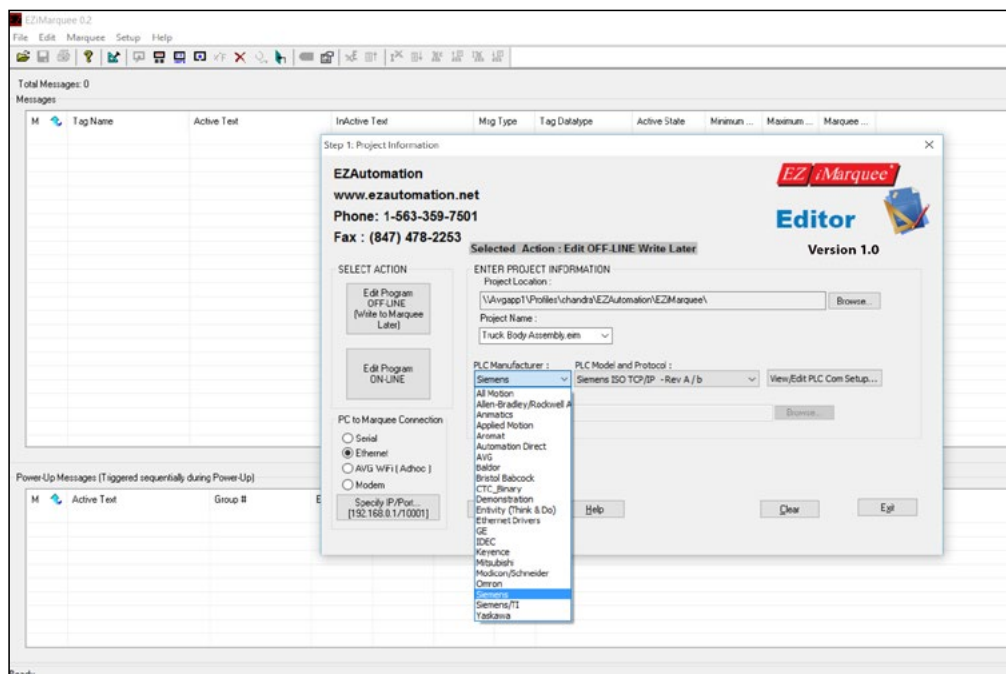 EZiMarquee 0.2
File Edit Marquee Setup Help
Total Messages: 0
Messages
M Tag Name Active Text InActive Text Msg Type Tag Datatype Active State Minimum ... Maximum ... Marquee ...
Step 1: Project Information
EZAutomation
www.ezautomation.net
Phone: 1-563-359-7501
Fax : (847) 478-2253
EZ iMarquee
Editor
Version 1.0
Selected Action : Edit OFF-LINE Write Later
SELECT ACTION
Edit Program
OFF-LINE
(Write to Marquee
Later)
Edit Program
ON-LINE
PC to Marquee Connection
Serial
Ethernet
AVG WiFi ( Adhoc )
Modem
Specify IP/Port...
[192.168.0.1/10001]
ENTER PROJECT INFORMATION
Project Location :
\\Avgapp1\Profiles\chandra\EZAutomation\EZiMarquee\
Browse...
Project Name :
Truck Body Assembly.eim
PLC Manufacturer : PLC Model and Protocol :
Siemens Siemens ISO TCP/IP -Rev A / b View/Edit PLC Com Setup...
All Motion
Allen-Bradley/Rockwell A
Animatics
Applied Motion
Aromat
Automation Direct
AVG
Baldor
Bristol Babcock
CTC_Binary
Demonstration
Entivity (Think & Do)
Ethernet Drivers
GE
IDEC
Keyence
Mitsubishi
Modicon/Schneider
Omron
Siemens
Siemens/TI
Yaskawa
Browse...
Help Clear Exit
Power-Up Messages (Triggered sequentially during Power-Up)
M Active Text Group # E
Ready